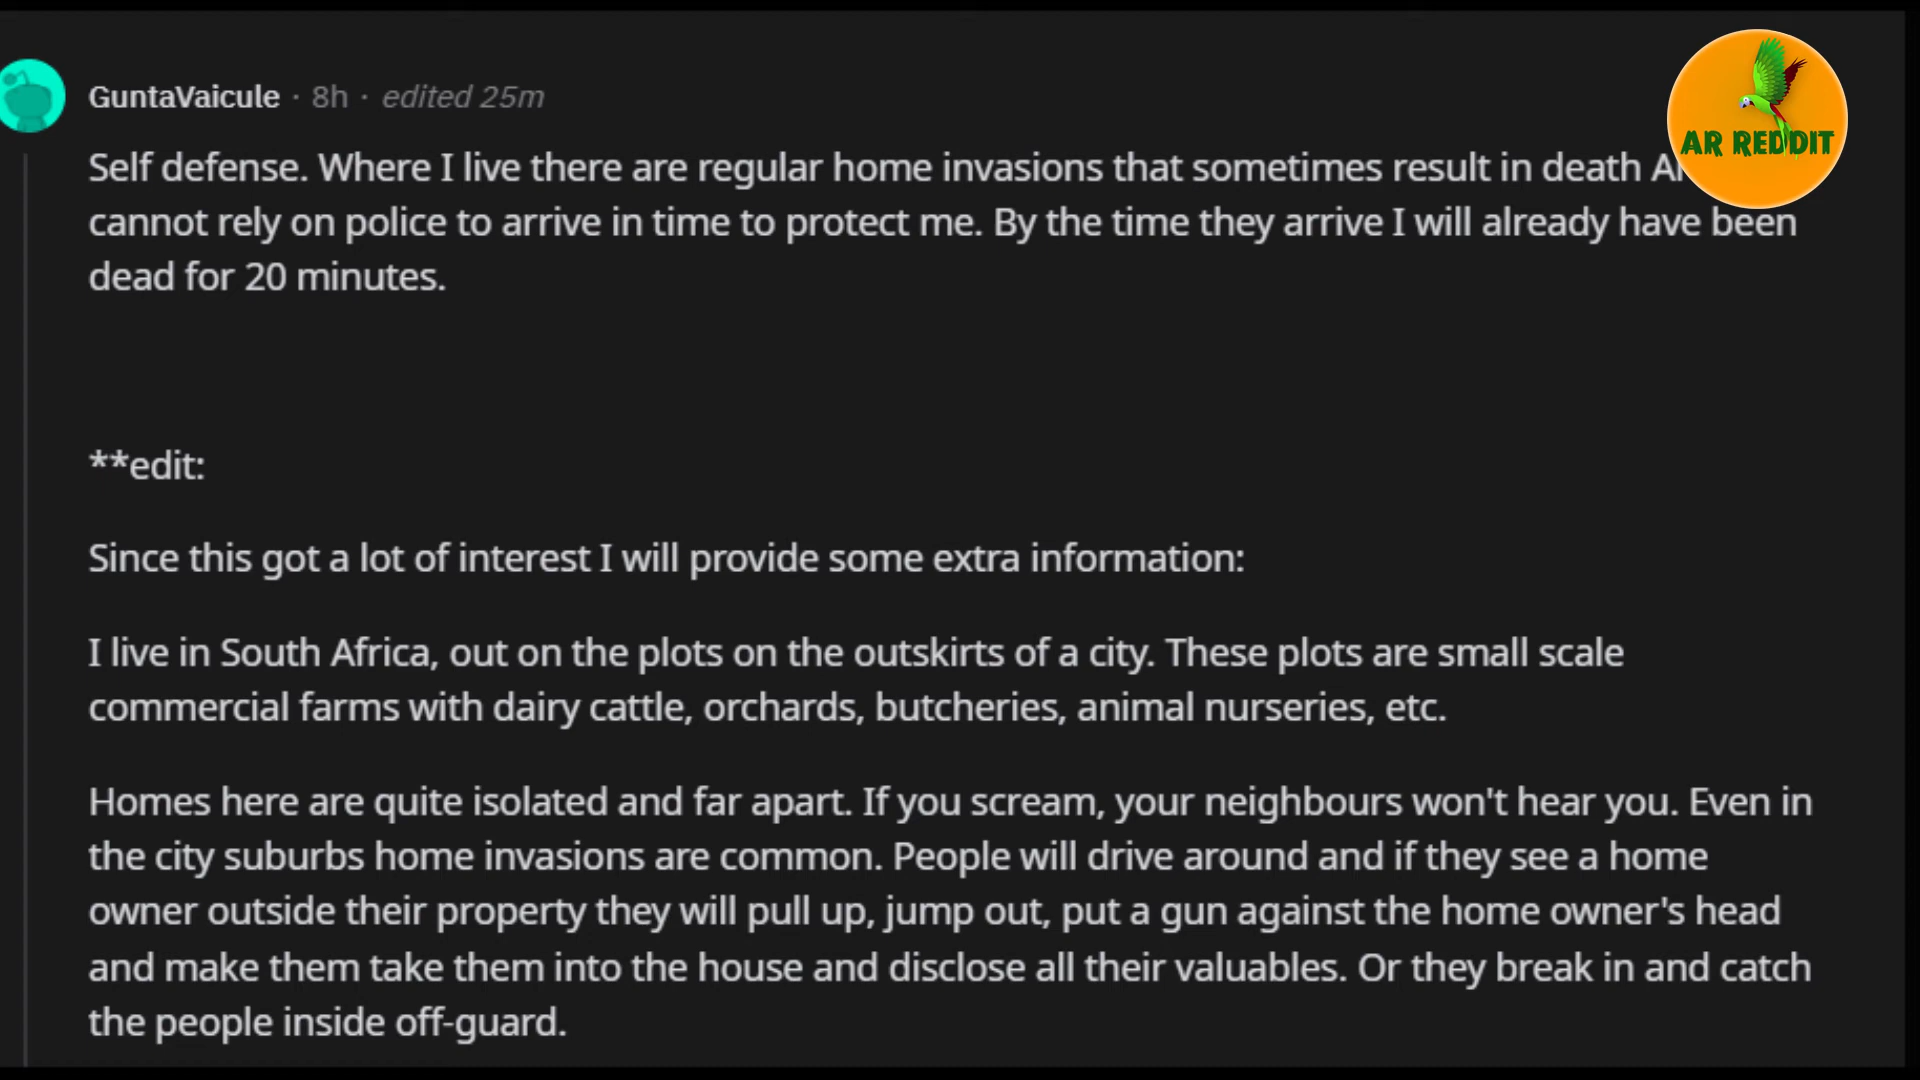 GuntaVaicule · 8h · edited 25m
AR REDDIT
Self defense. Where I live there are regular home invasions that sometimes result in death
cannot rely on police to arrive in time to protect me. By the time they arrive I will already have been
dead for 20 minutes.
**edit:
Since this got a lot of interest I will provide some extra information:
I live in South Africa, out on the plots on the outskirts of a city. These plots are small scale
commercial farms with dairy cattle, orchards, butcheries, animal nurseries, etc.
Homes here are quite isolated and far apart. If you scream, your neighbours won't hear you. Even in
the city suburbs home invasions are common. People will drive around and if they see a home
owner outside their property they will pull up, jump out, put a gun against the home owner's head
and make them take them into the house and disclose all their valuables. Or they break in and catch
the people inside off-guard.